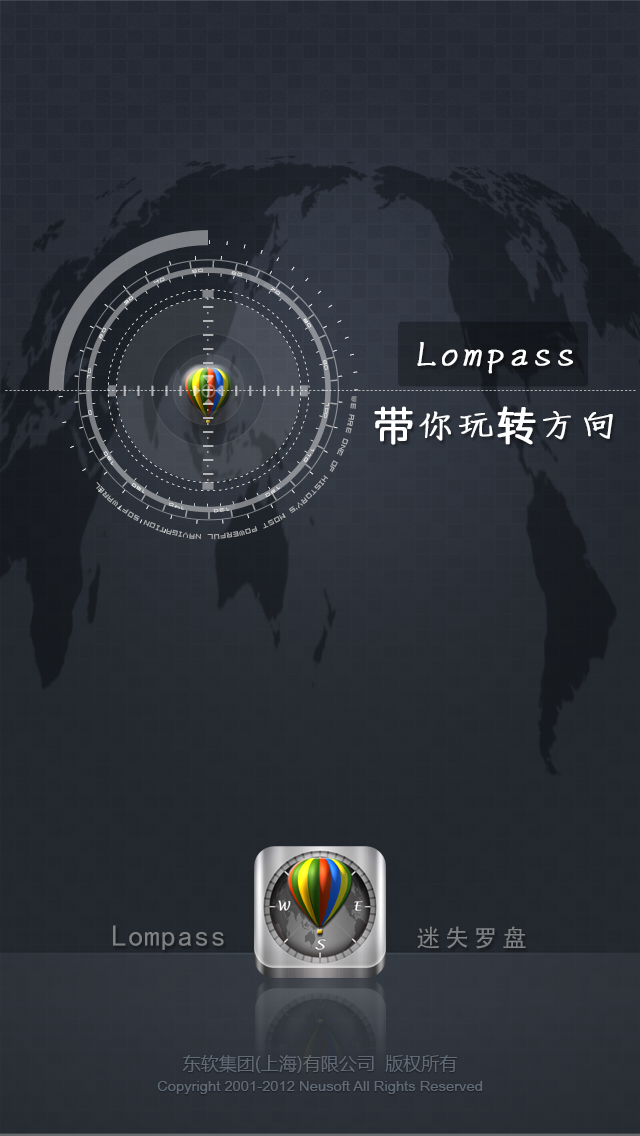 Lompass
带你玩转方向
WE ARE ONE OF HISTORY'S MOST POWERFUL NAVIGATION
W E
S
Lompass
迷失罗盘
东软集团(上海)有限公司 版权所有
Copyright 2001-2012 Neusoft All Rights Reserved